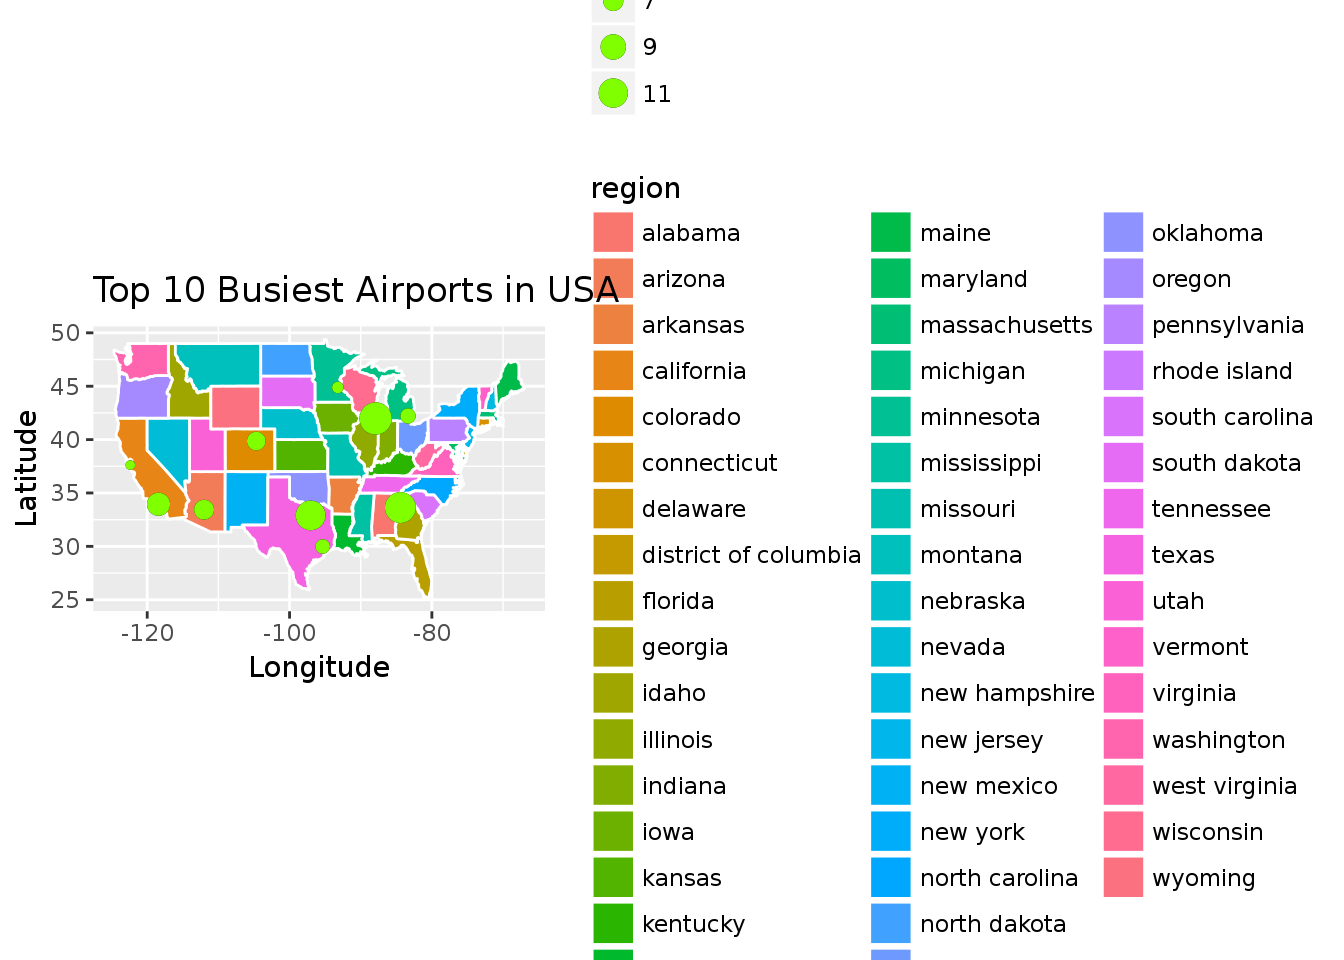 7
9
11
region
alabama
arizona
arkansas
california
colorado
connecticut
delaware
district of columbia
florida
georgia
idaho
illinois
indiana
iowa
kansas
kentucky
maine
maryland
massachusetts
michigan
minnesota
mississippi
missouri
montana
nebraska
nevada
new hampshire
new jersey
new mexico
new york
north carolina
north dakota
oklahoma
oregon
pennsylvania
rhode island
south carolina
south dakota
tennessee
texas
utah
vermont
virginia
washington
west virginia
wisconsin
wyoming
Top 10 Busiest Airports in USA
50
45
40
35
30
25
Latitude
-120
-100
-80
Longitude